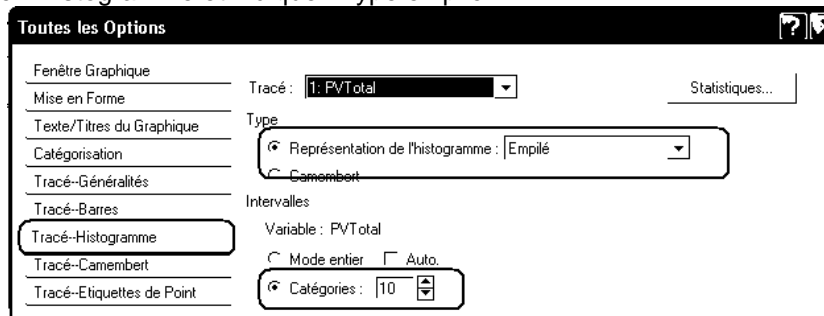 Toutes les Options
Fenêtre Graphique
Mise en Forme
Texte/Titres du Graphique
Catégorisation
Tracé--Généralités
Tracé--Barres
Tracé--Histogramme
Tracé--Camembert
Tracé--Etiquettes de Point
Tracé : 1: PVTotal
Statistiques...
Type
Représentation de l'histogramme : Empilé
Camembert
Intervalles
Variable : PVTotal
Mode entier Auto.
Catégories : 10